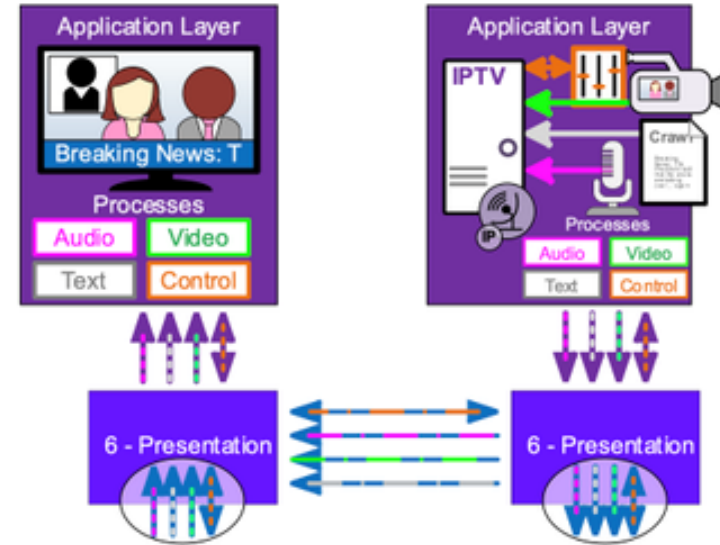 Application Layer
Breaking News: T
Processes
Audio
Video
Text
Control
6 - Presentation
Application Layer
IPTV
IP
Processes
Audio
Video
Text
Control
6 - Presentation